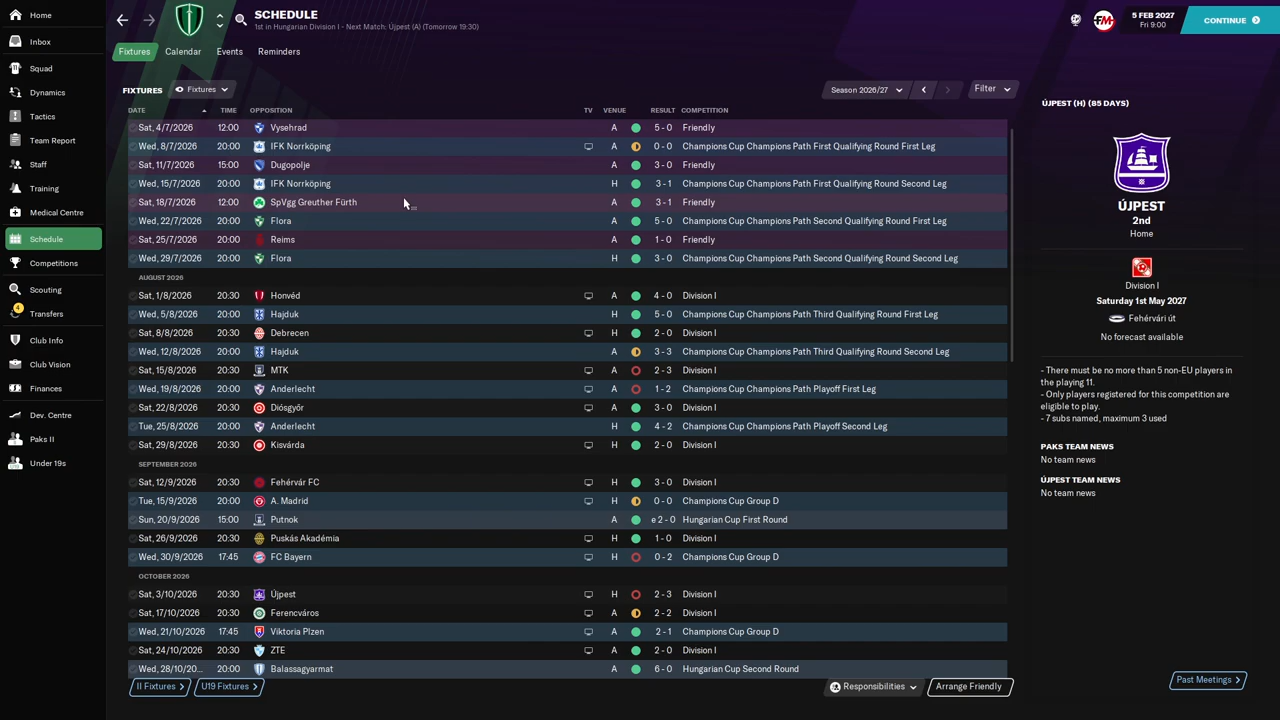 Home
Inbox
Squad
Dynamics
Tactics
Team Report
Staff
Training
Medical Centre
Schedule
Competitions
Scouting
4
Transfers
Club Info
Club Vision
Finances
Dev. Centre
Paks II
Under 19s
SCHEDULE
1st in Hungarian Division I - Next Match: Újpest (A) (Tomorrow 19:30)
FM
5 FEB 2027
Fri 9:00
CONTINUE
Fixtures Calendar Events Reminders
FIXTURES Fixtures Season 2026/27 Filter
DATE TIME OPPOSITION TV VENUE RESULT COMPETITION
Sat, 4/7/2026 12:00 Vysehrad A 5 - 0 Friendly
Wed, 8/7/2026 20:00 IFK Norrköping A 0 - 0 Champions Cup Champions Path First Qualifying Round First Leg
Sat, 11/7/2026 15:00 Dugopolje A 3 - 0 Friendly
Wed, 15/7/2026 20:00 IFK Norrköping H 3 - 1 Champions Cup Champions Path First Qualifying Round Second Leg
Sat, 18/7/2026 12:00 SpVgg Greuther Fürth A 3 - 1 Friendly
Wed, 22/7/2026 20:00 Flora A 5 - 0 Champions Cup Champions Path Second Qualifying Round First Leg
Sat, 25/7/2026 20:00 Reims A 1 - 0 Friendly
Wed, 29/7/2026 20:00 Flora H 3 - 0 Champions Cup Champions Path Second Qualifying Round Second Leg
AUGUST 2026
Sat, 1/8/2026 20:30 Honvéd A 4 - 0 Division I
Wed, 5/8/2026 20:00 Hajduk H 5 - 0 Champions Cup Champions Path Third Qualifying Round First Leg
Sat, 8/8/2026 20:30 Debrecen H 2 - 0 Division I
Wed, 12/8/2026 20:00 Hajduk A 3 - 3 Champions Cup Champions Path Third Qualifying Round Second Leg
Sat, 15/8/2026 20:30 MTK A 2 - 3 Division I
Wed, 19/8/2026 20:00 Anderlecht A 1 - 2 Champions Cup Champions Path Playoff First Leg
Sat, 22/8/2026 20:30 Diósgyőr A 3 - 0 Division I
Tue, 25/8/2026 20:00 Anderlecht H 4 - 2 Champions Cup Champions Path Playoff Second Leg
Sat, 29/8/2026 20:30 Kisvárda H 2 - 0 Division I
SEPTEMBER 2026
Sat, 12/9/2026 20:30 Fehérvár FC H 3 - 0 Division I
Tue, 15/9/2026 20:00 A. Madrid H 0 - 0 Champions Cup Group D
Sun, 20/9/2026 15:00 Putnok A e 2 - 0 Hungarian Cup First Round
Sat, 26/9/2026 20:30 Puskás Akadémia H 1 - 0 Division I
Wed, 30/9/2026 17:45 FC Bayern H 0 - 2 Champions Cup Group D
OCTOBER 2026
Sat, 3/10/2026 20:30 Újpest H 2 - 3 Division I
Sat, 17/10/2026 20:30 Ferencváros A 2 - 2 Division I
Wed, 21/10/2026 17:45 Viktoria Plzen A 2 - 1 Champions Cup Group D
Sat, 24/10/2026 20:30 ZTE A 2 - 0 Division I
Wed, 28/10/20... 20:00 Balassagyarmat A 6 - 0 Hungarian Cup Second Round
II Fixtures U19 Fixtures Responsibilities Arrange Friendly
ÚJPEST (H) (85 DAYS)
ÚJPEST
2nd
Home
Division I
Saturday 1st May 2027
Fehérvári út
No forecast available
- There must be no more than 5 non-EU players in
the playing 11.
- Only players registered for this competition are
eligible to play.
- 7 subs named, maximum 3 used
PAKS TEAM NEWS
No team news
ÚJPEST TEAM NEWS
No team news
Past Meetings